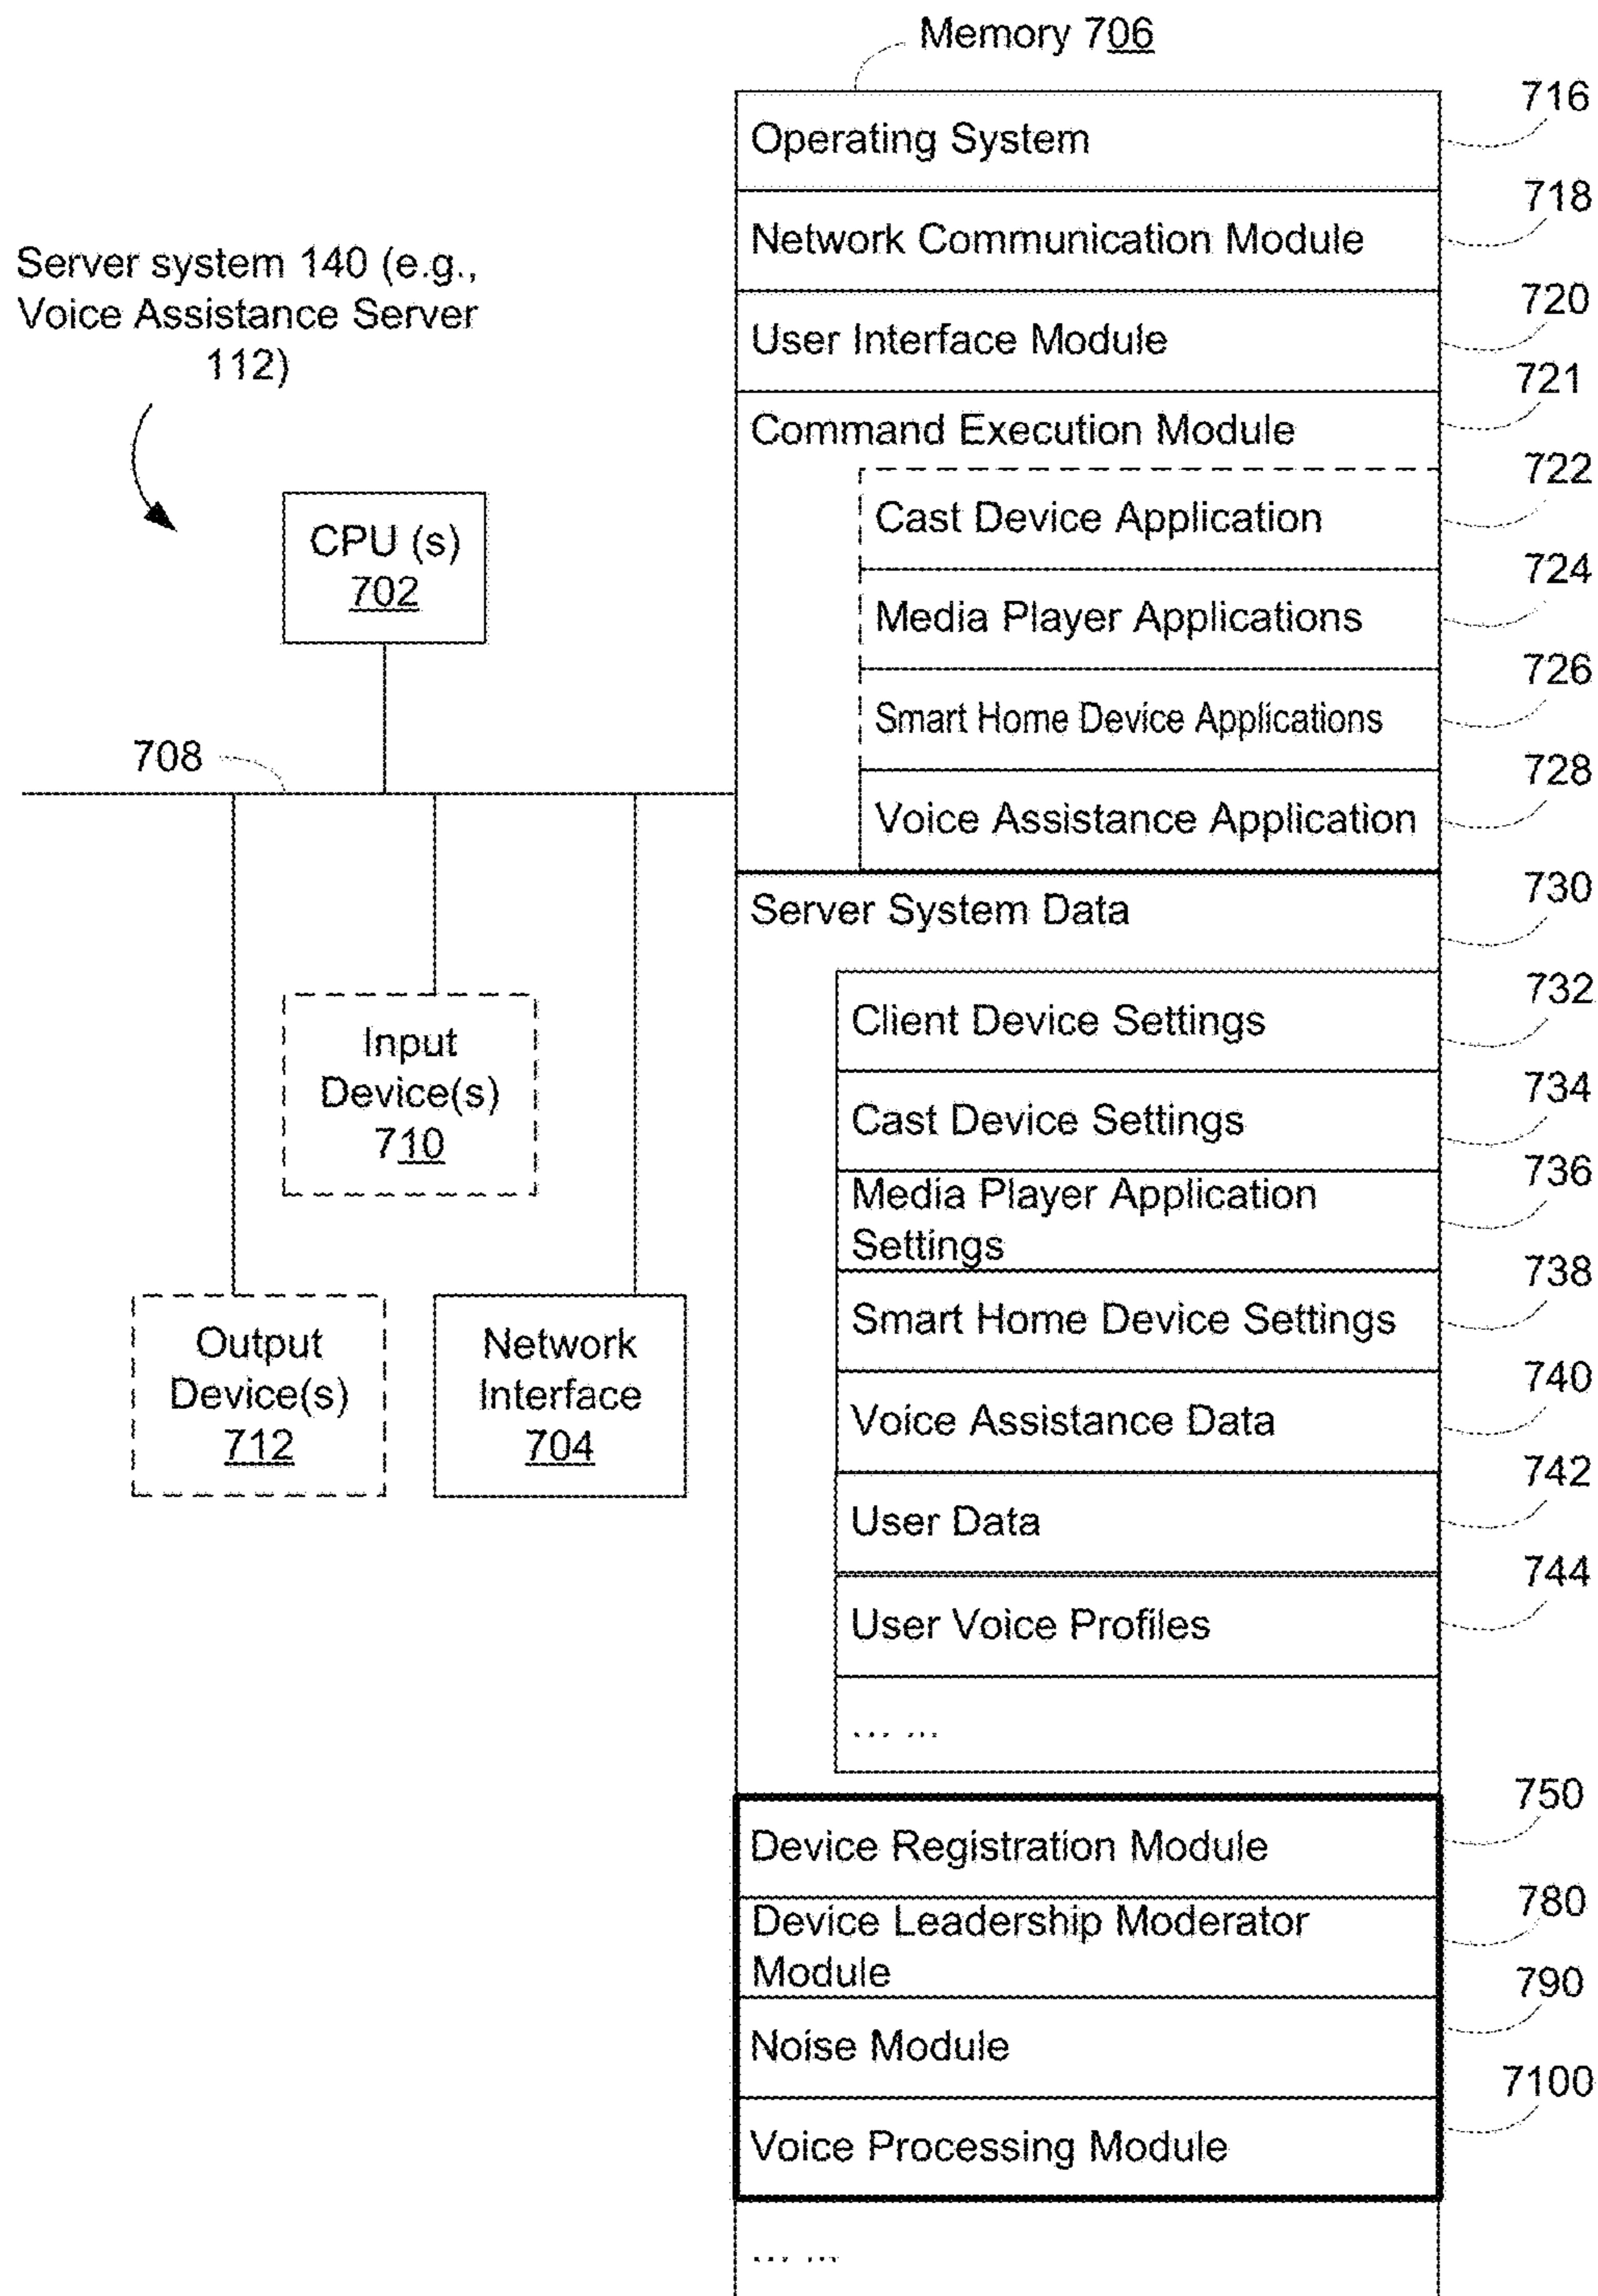 Memory 706
716
Operating System
718
Network Communication Module
Server system 140 (e.g.,
Voice Assistance Server
112)
720
User Interface Module
721
Command Execution Module
722
Cast Device Application
CPU (s)
702
724
Media Player Applications
726
Smart Home Device Applications
708
728
Voice Assistance Application
730
Server System Data
732
Client Device Settings
Input
Device(s)
710
734
Cast Device Settings
736
Media Player Application
Settings
738
Smart Home Device Settings
Output
Device(s)
712
Network
Interface
704
740
Voice Assistance Data
742
User Data
744
User Voice Profiles
... ...
750
Device Registration Module
780
Device Leadership Moderator
Module
790
Noise Module
7100
Voice Processing Module
... ...